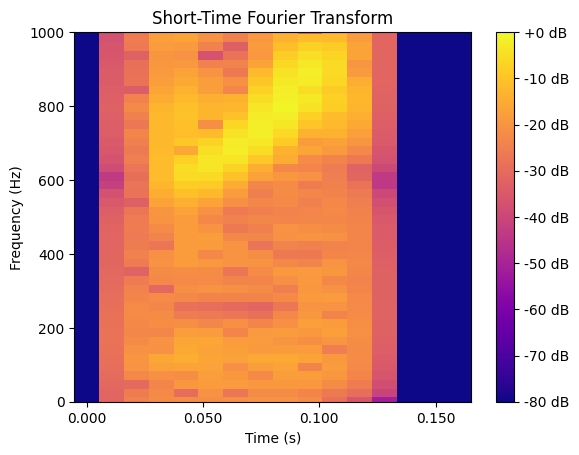 Short-Time Fourier Transform
1000
800
600
400
200
0
Frequency (Hz)
0.000
0.050
0.100
0.150
Time (s)
+0 dB
-10 dB
-20 dB
-30 dB
-40 dB
-50 dB
-60 dB
-70 dB
-80 dB